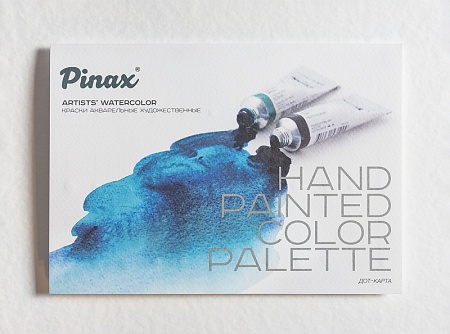 Pinax®
ARTISTS' WATERCOLOR
КРАСКИ АКВАРЕЛЬНЫЕ ХУДОЖЕСТВЕННЫЕ
HAND
PAINTED
COLOR
PALETTE
ДОТ-КАРТА